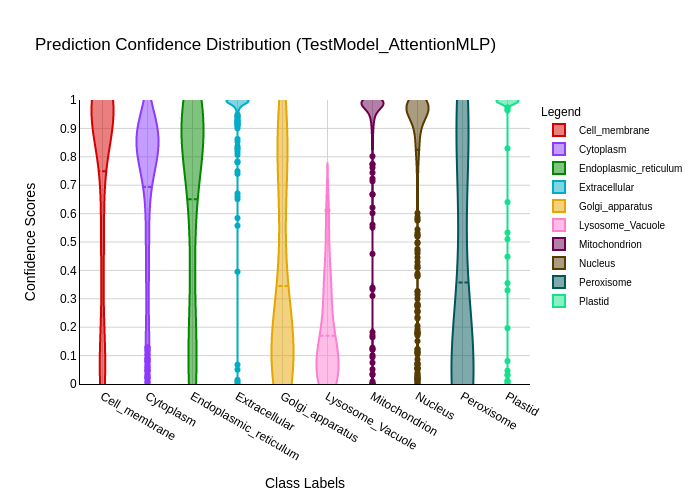 Prediction Confidence Distribution (TestModel_AttentionMLP)
Confidence Scores
1
0.9
0.8
0.7
0.6
0.5
0.4
0.3
0.2
0.1
0
Cell_membrane
Cytoplasm
Endoplasmic_reticulum
Extracellular
Golgi_apparatus
Lysosome_Vacuole
Mitochondrion
Nucleus
Peroxisome
Plastid
Class Labels
Legend
Cell_membrane
Cytoplasm
Endoplasmic_reticulum
Extracellular
Golgi_apparatus
Lysosome_Vacuole
Mitochondrion
Nucleus
Peroxisome
Plastid